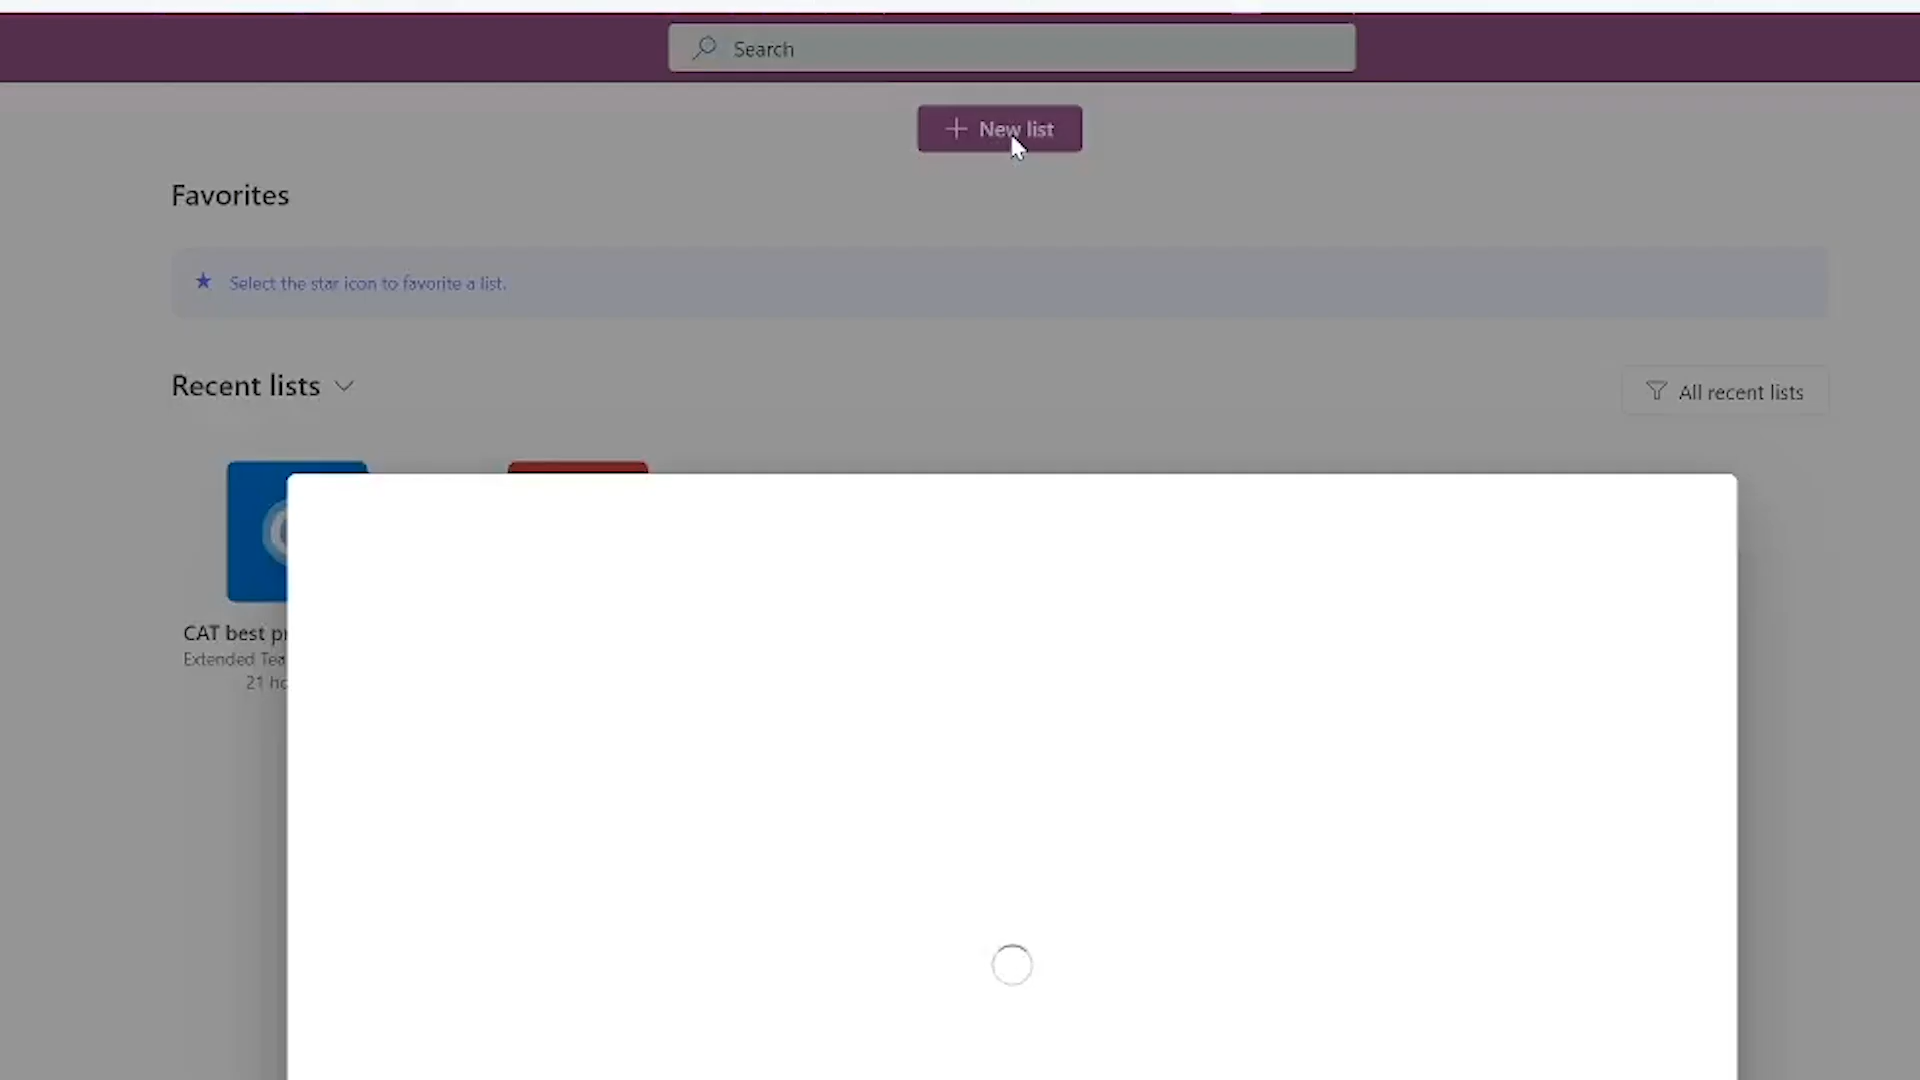 Search
New list
Favorites
Select the star icon to favorite a list.
Recent lists
All recent lists
CAT best
Extended
21